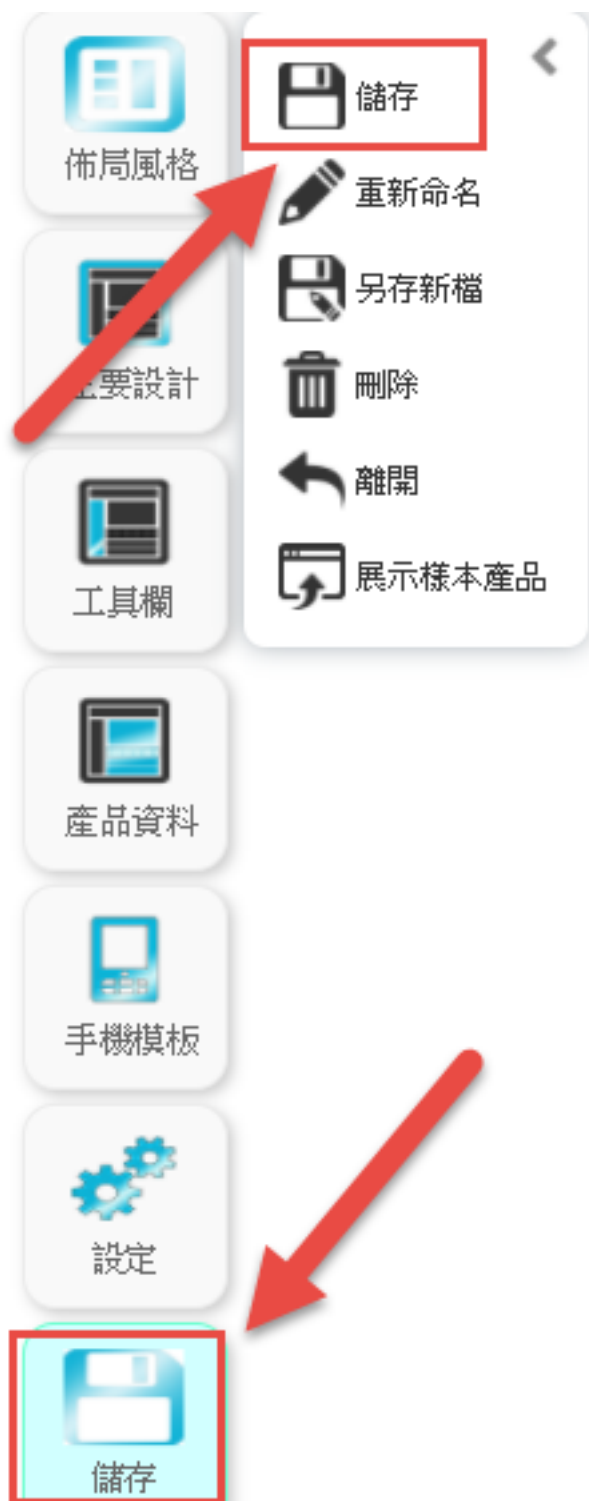 佈局風格
主要設計
工具欄
產品資料
手機模板
設定
儲存
儲存
重新命名
另存新檔
刪除
離開
展示樣本產品